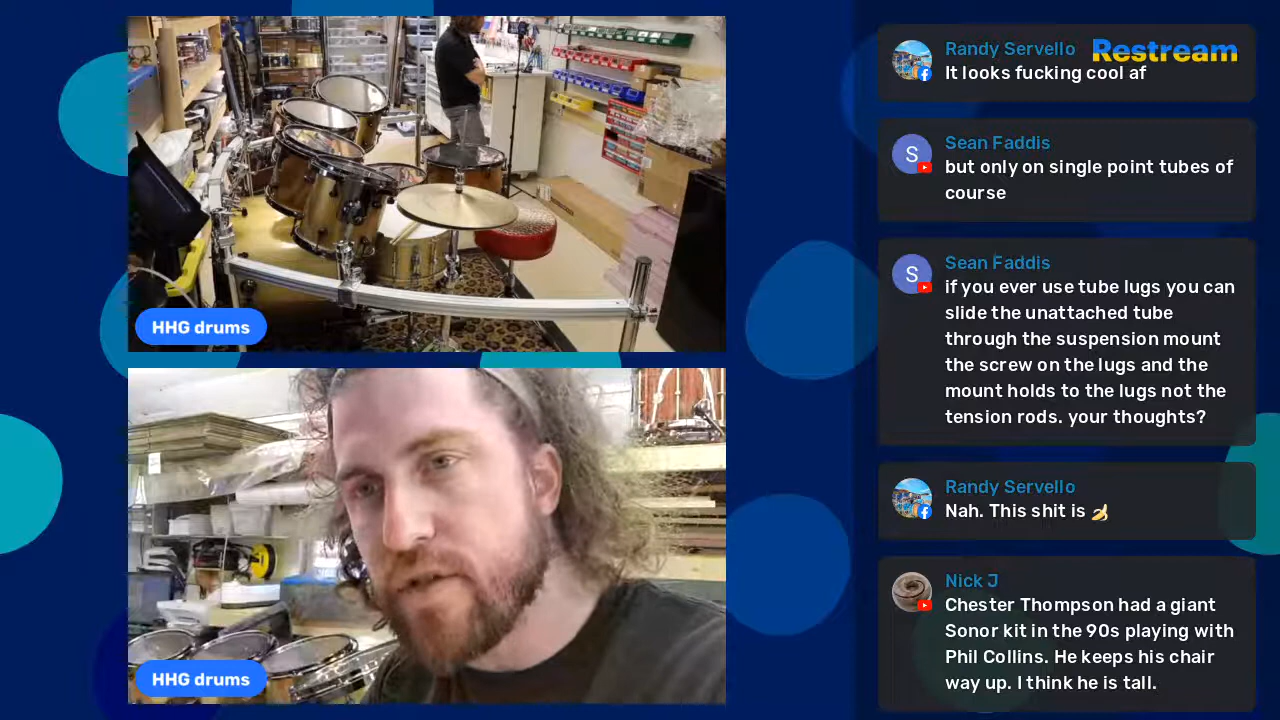 HHG drums
HHG drums
Restream
Randy Servello
It looks fucking cool af
S
Sean Faddis
but only on single point tubes of
course
S
Sean Faddis
if you ever use tube lugs you can
slide the unattached tube
through the suspension mount
the screw on the lugs and the
mount holds to the lugs not the
tension rods. your thoughts?
Randy Servello
Nah. This shit is 🍌
Nick J
Chester Thompson had a giant
Sonor kit in the 90s playing with
Phil Collins. He keeps his chair
way up. I think he is tall.